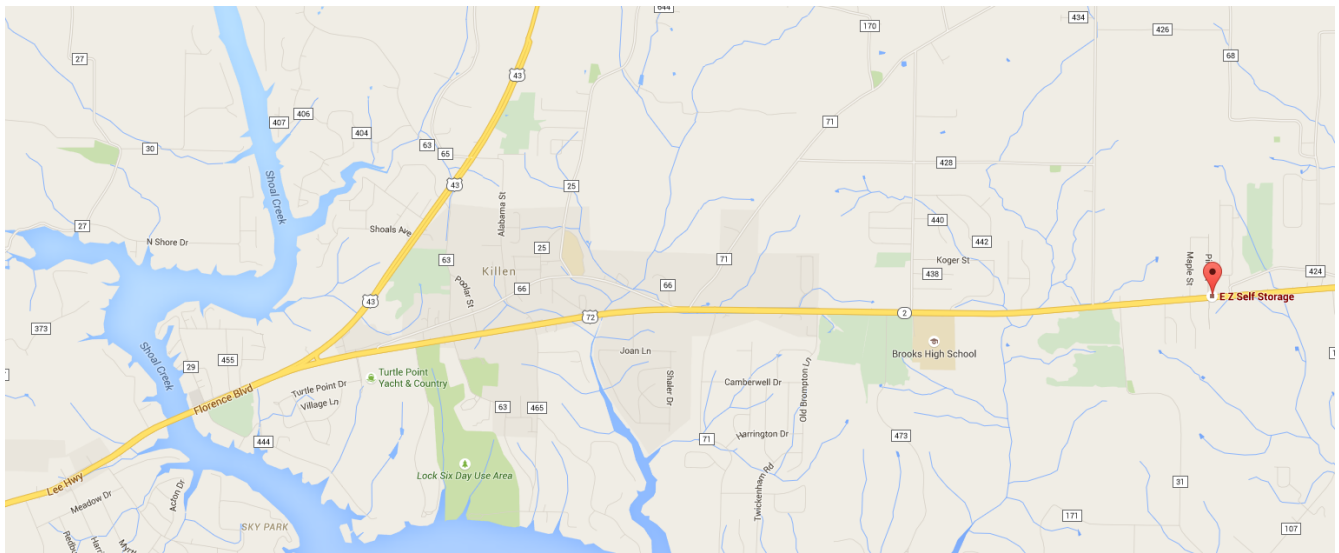 644
434
170
426
27
68
43
43
406
407
404
71
63
30
65
428
43
25
Shoal Creek
Alabama St
440
27
Shoals Ave
N Shore Dr
442
25
71
63
Koger St
Maple St
Killen
438
424
66
66
Poplar St
E Z Self Storage
43
72
2
373
Shoal Creek
Joan Ln
Brooks High School
455
29
Turtle Point
Yacht & Country
Shaler Dr
Camberwell Dr
Old Brompton Ln
Turtle Point Dr
Village Ln
Florence Blvd
63
465
444
71
Harrington Dr
473
Lock Six Day Use Area
Twickenham Rd
Lee Hwy
31
Meadow Dr
Acton Dr
171
SKY PARK
107